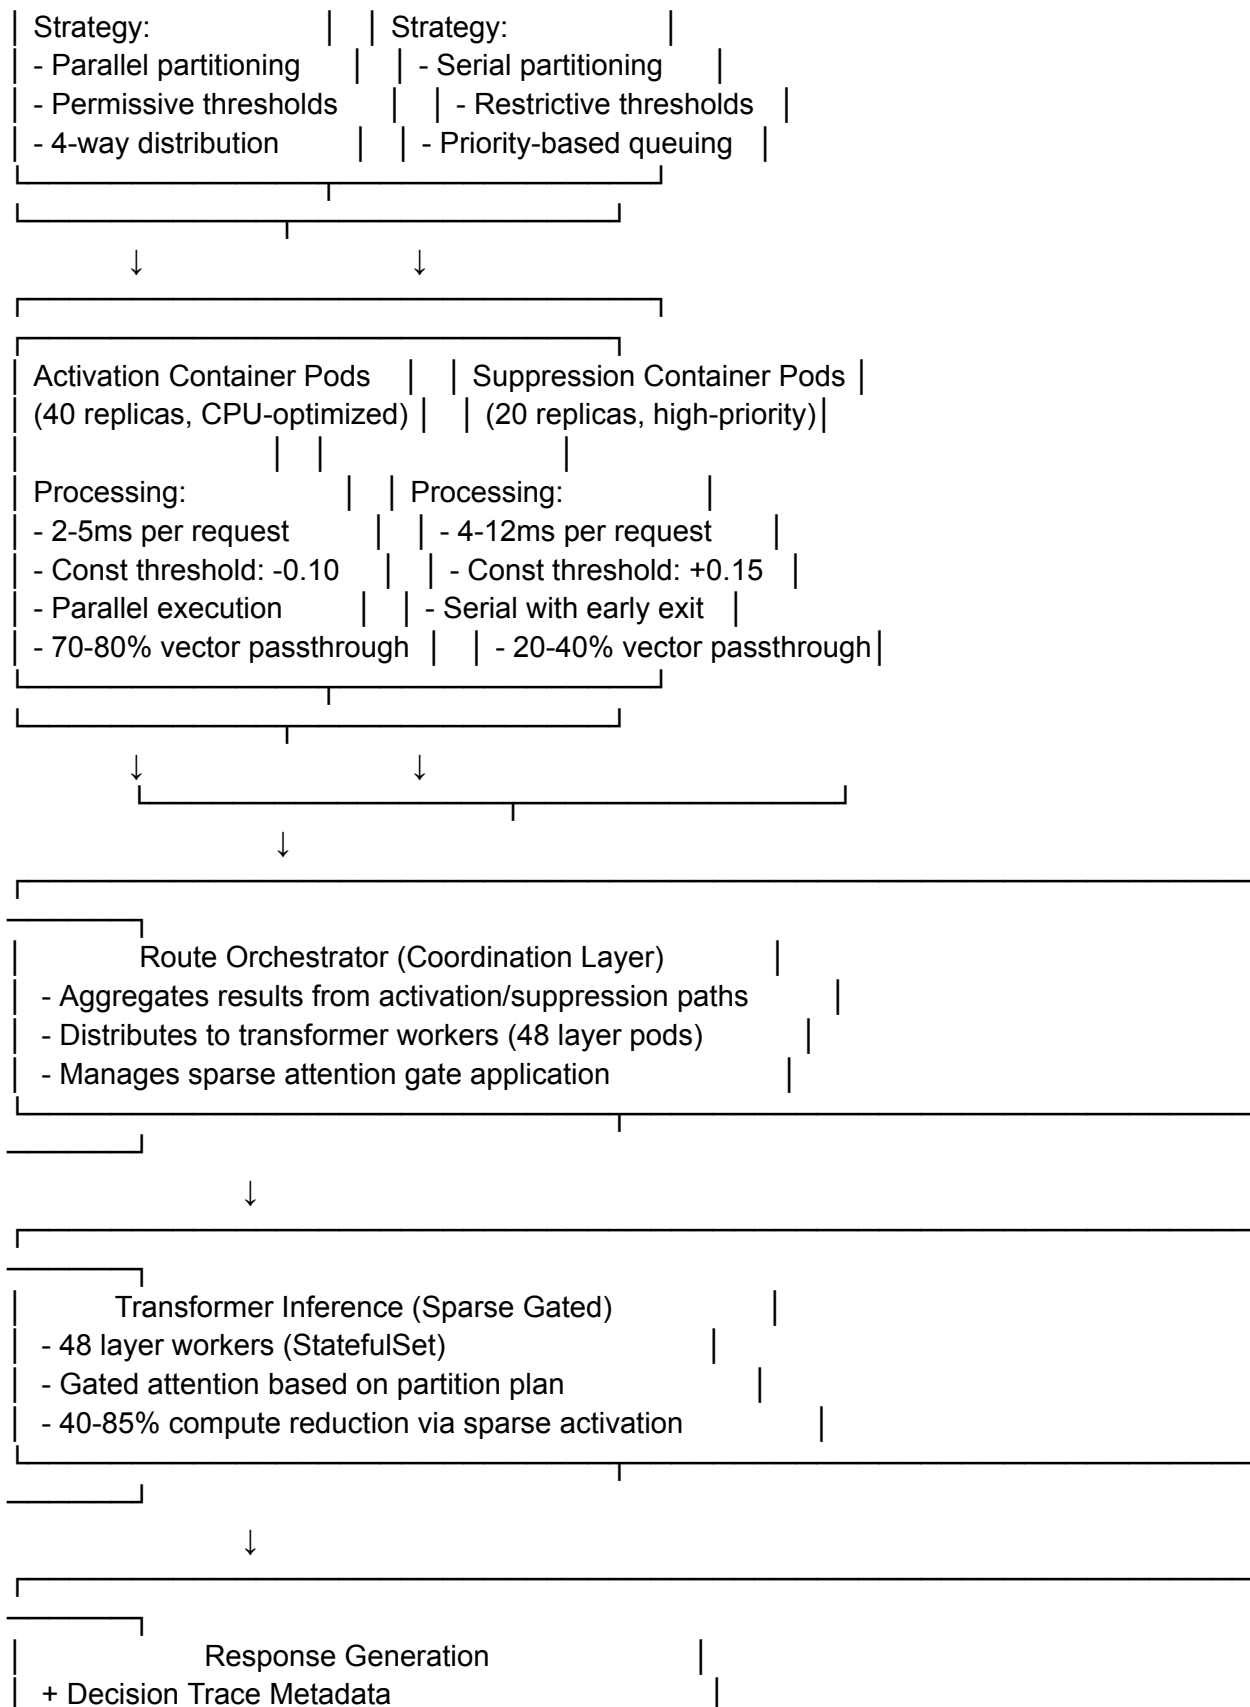 │ Strategy: │ │ Strategy: │
│ - Parallel partitioning │ │ - Serial partitioning │
│ - Permissive thresholds │ │ - Restrictive thresholds │
│ - 4-way distribution │ │ - Priority-based queuing │
↓ ↓
│ Activation Container Pods │ │ Suppression Container Pods │
│ (40 replicas, CPU-optimized) │ │ (20 replicas, high-priority)│
│ │ │ │
│ Processing: │ │ Processing: │
│ - 2-5ms per request │ │ - 4-12ms per request │
│ - Const threshold: -0.10 │ │ - Const threshold: +0.15 │
│ - Parallel execution │ │ - Serial with early exit │
│ - 70-80% vector passthrough │ │ - 20-40% vector passthrough│
↓ ↓
↓
│ Route Orchestrator (Coordination Layer) │
│ - Aggregates results from activation/suppression paths │
│ - Distributes to transformer workers (48 layer pods) │
│ - Manages sparse attention gate application │
↓
│ Transformer Inference (Sparse Gated) │
│ - 48 layer workers (StatefulSet) │
│ - Gated attention based on partition plan │
│ - 40-85% compute reduction via sparse activation │
↓
│ Response Generation │
│ + Decision Trace Metadata │